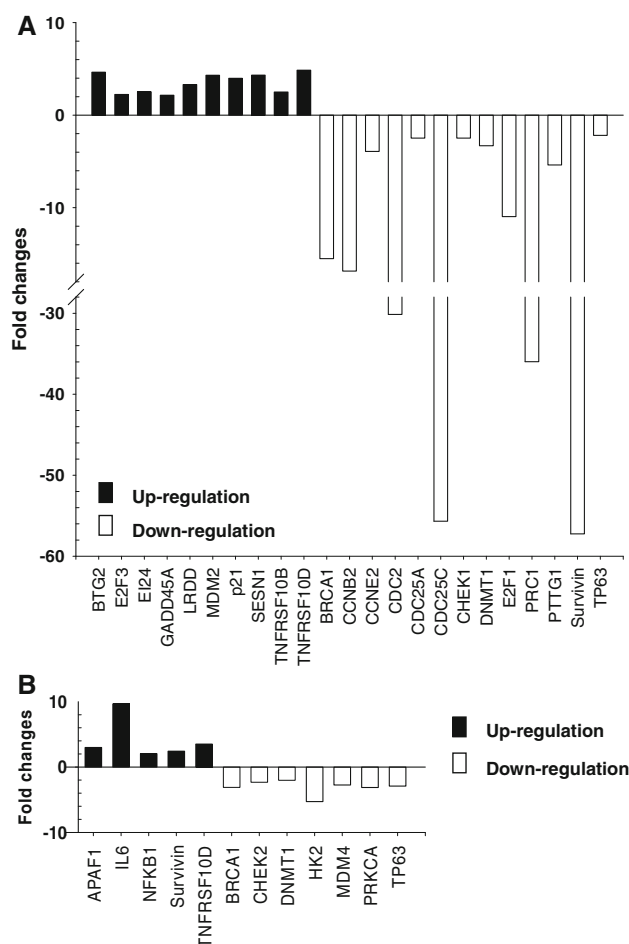 A
10
0
-10
-30
-40
-50
-60
Fold changes
Up-regulation
Down-regulation
BTG2
E2F3
EI24
GADD45A
LRDD
MDM2
p21
SESN1
TNFRSF10B
TNFRSF10D
BRCA1
CCNB2
CCNE2
CDC2
CDC25A
CDC25C
CHEK1
DNMT1
E2F1
PRC1
PTTG1
Survivin
TP63
B
10
0
-10
Fold changes
Up-regulation
Down-regulation
APAF1
IL6
NFKB1
Survivin
TNFRSF10D
BRCA1
CHEK2
DNMT1
HK2
MDM4
PRKCA
TP63